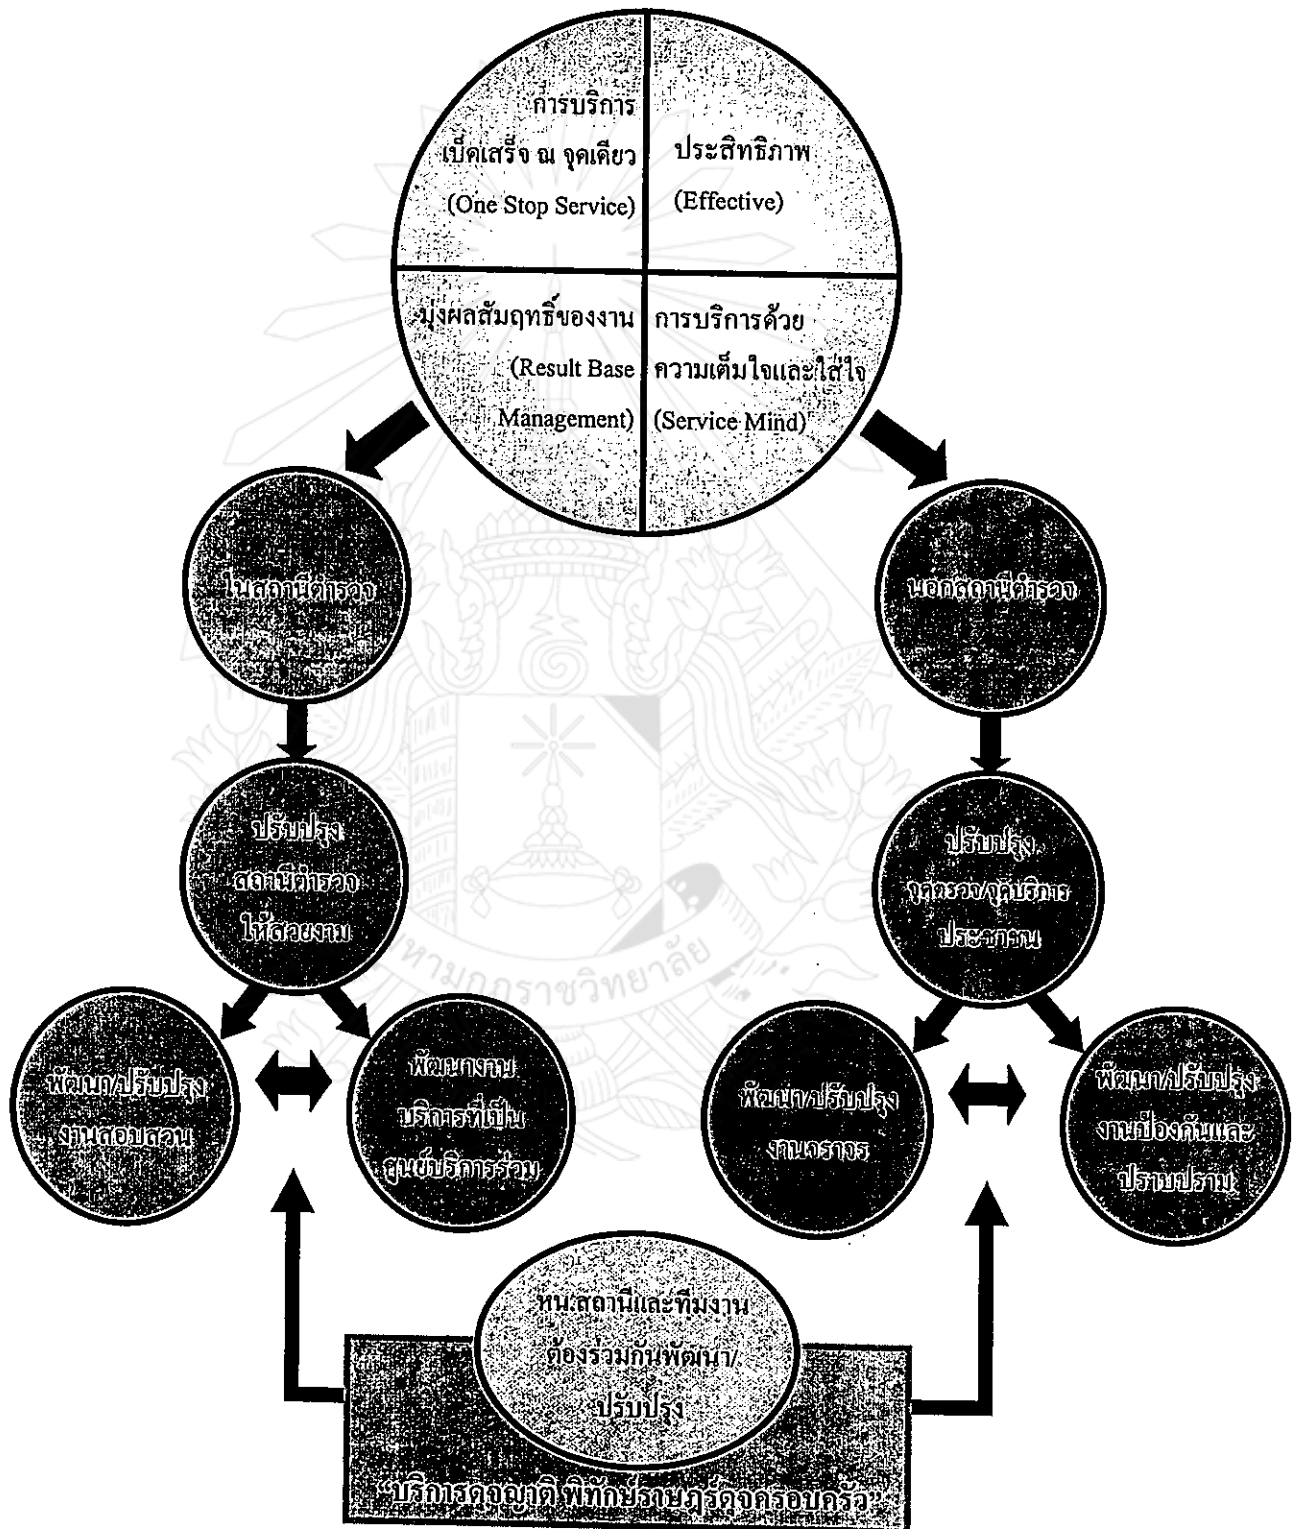 การบริการ
เบ็ดเสร็จ ณ จุดเดียว
(One Stop Service)
ประสิทธิภาพ
(Effective)
มุ่งผลสัมฤทธิ์ของงาน
(Result Base
Management)
การบริการด้วย
ความเต็มใจและใส่ใจ
(Service Mind)
ในสถานีตำรวจ
นอกสถานีตำรวจ
ปรับปรุง
สถานีตำรวจ
ให้สวยงาม
ปรับปรุง
จุดตรวจ/จุดบริการ
ประชาชน
พัฒนา/ปรับปรุง
งานสอบสวน
พัฒนางาน
บริการที่เป็น
ศูนย์บริการร่วม
พัฒนา/ปรับปรุง
งานจราจร
พัฒนา/ปรับปรุง
งานป้องกันและ
ปราบปราม
หน.สถานีและทีมงาน
ต้องร่วมกันพัฒนา/
ปรับปรุง
"บริการดุจญาติ พิทักษ์ราษฎร์ดุจครอบครัว"
มหามกุฏราชวิทยาลัย